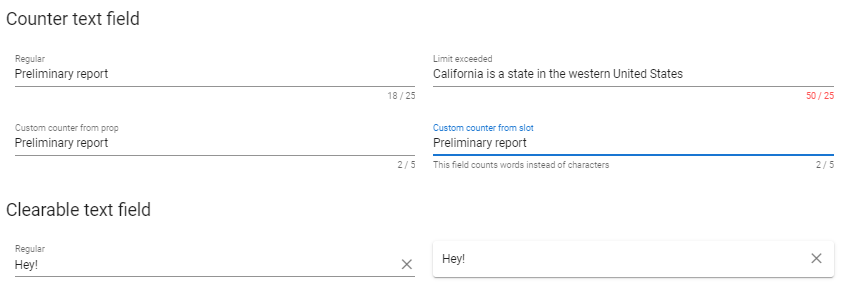 Counter text field
Regular
Preliminary report
18 / 25
Limit exceeded
California is a state in the western United States
50 / 25
Custom counter from prop
Preliminary report
2 / 5
Custom counter from slot
Preliminary report
This field counts words instead of characters
2 / 5
Clearable text field
Regular
Hey!
Hey!